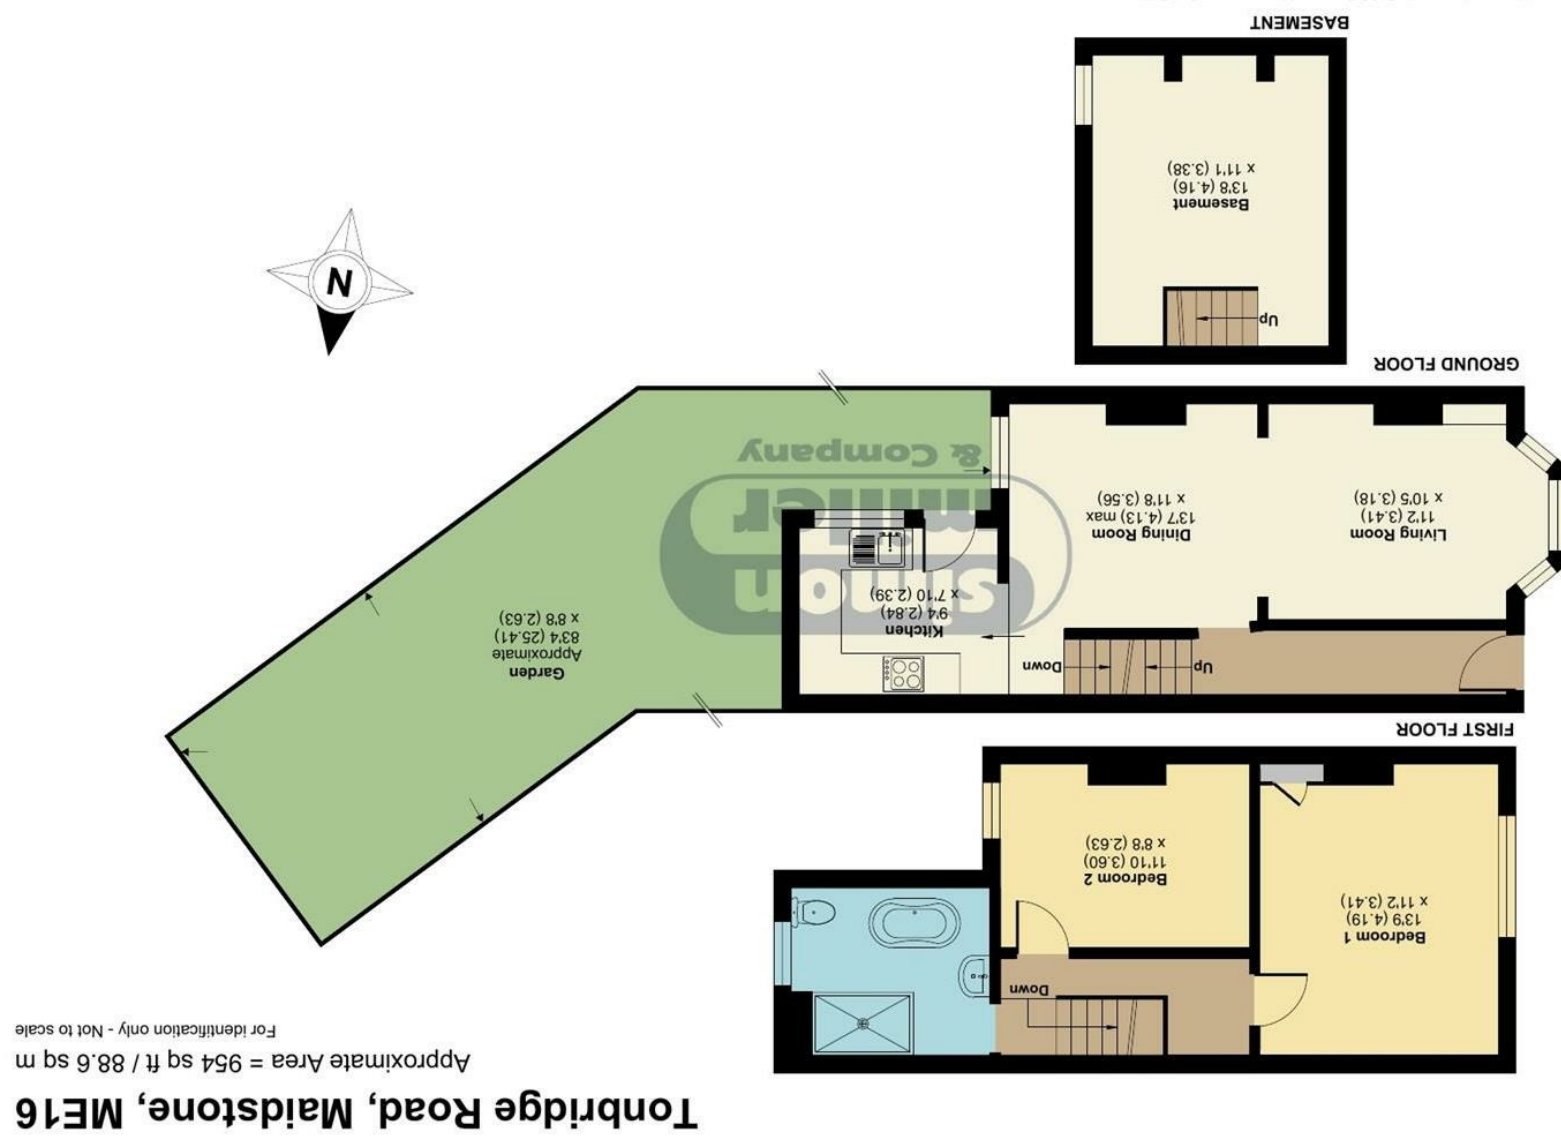 Tonbridge Road, Maidstone, ME16
Approximate Area = 954 sq ft / 88.6 sq m
For identification only - Not to scale
Down
Bedroom 1
13'9 (4.19)
x 11'2 (3.41)
Bedroom 2
11'10 (3.60)
x 8'8 (2.63)
FIRST FLOOR
Up
Down
Garden
Approximate
83'4 (25.41)
x 8'8 (2.63)
Kitchen
9'4 (2.84)
x 7'10 (2.39)
Living Room
11'2 (3.41)
x 10'5 (3.18)
Dining Room
13'7 (4.13) max
x 11'8 (3.56)
simon
miller
& Company
GROUND FLOOR
N
Up
Basement
13'8 (4.16)
x 11'1 (3.38)
BASEMENT